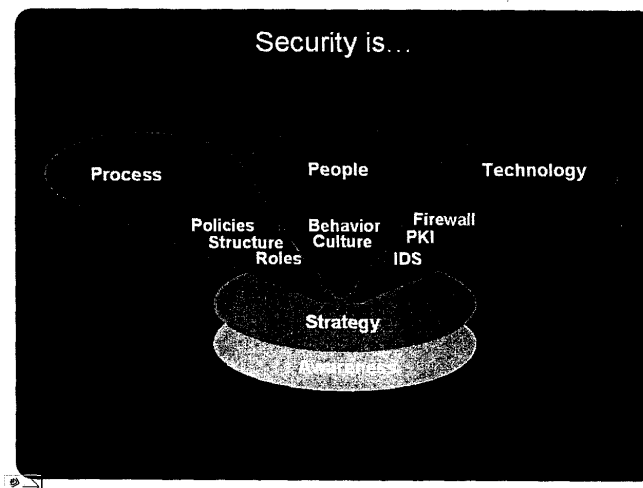 Security is...
Process
People
Technology
Policies
Structure
Roles
Behavior
Culture
Firewall
PKI
IDS
Strategy
Awareness